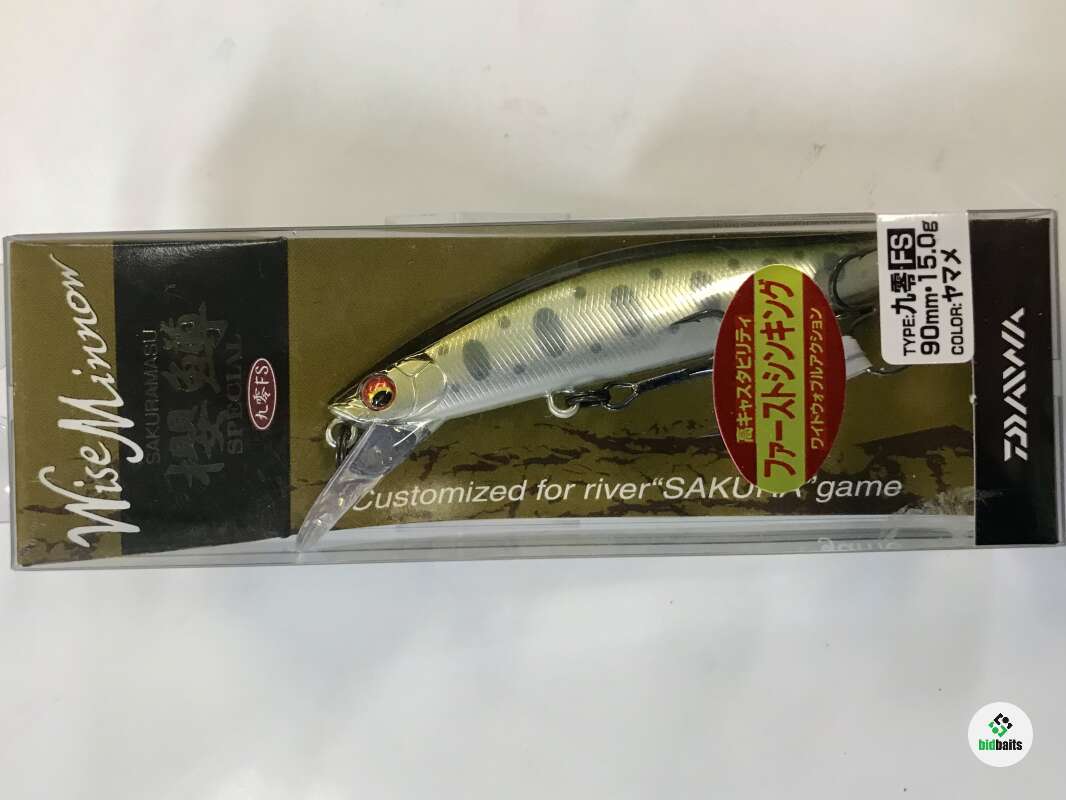 Wise Minnow
SAKURAMASU
桜鱒
SPECIAL
九零FS
高キャスタビリティ
ファーストシンキング
ワイドウォブルアクション
TYPE:九零FS
90mm・15.0g
COLOR:ヤマメ
DAIWA
Customized for river “SAKURA” game
bidbaits